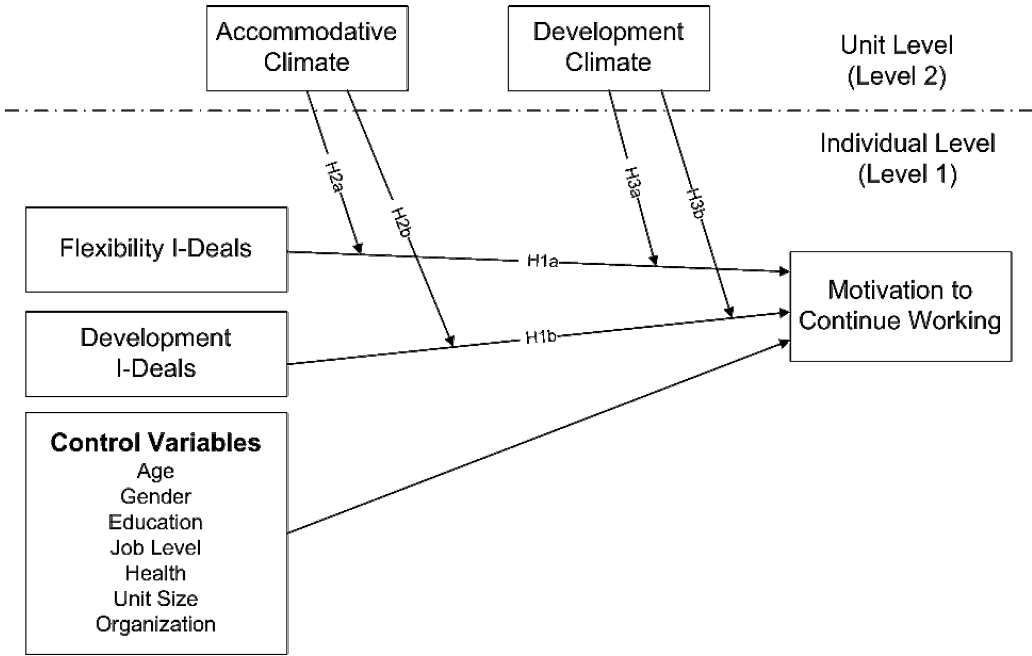 Accommodative
Climate
Development
Climate
Unit Level
(Level 2)
Individual Level
(Level 1)
H2a
H2b
H3a
H3b
Flexibility I-Deals
H1a
Development
I-Deals
H1b
Motivation to
Continue Working
Control Variables
Age
Gender
Education
Job Level
Health
Unit Size
Organization